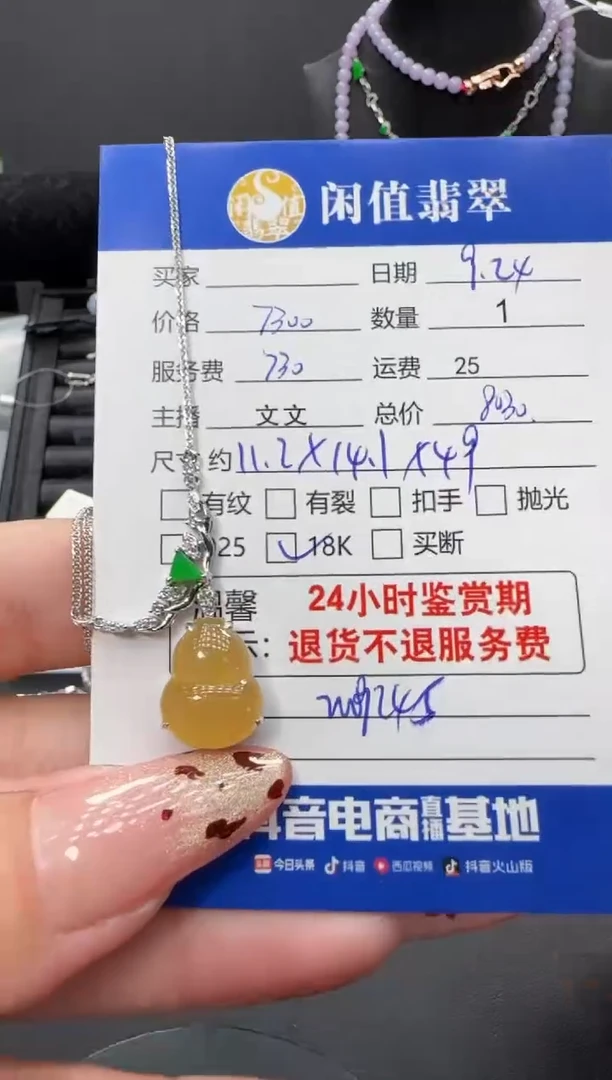 闲值翡翠
买家 日期 9.24
价格 7300 数量 1
服务费 730 运费 25
主播 文文 总价 8030
尺寸 约 11.2X14.1X4.9
有纹 有裂 扣手 抛光
925 18K 买断
温馨 24小时鉴赏期
示: 退货不退服务费
抖音电商直播基地
今日头条 抖音 西瓜视频 抖音火山版